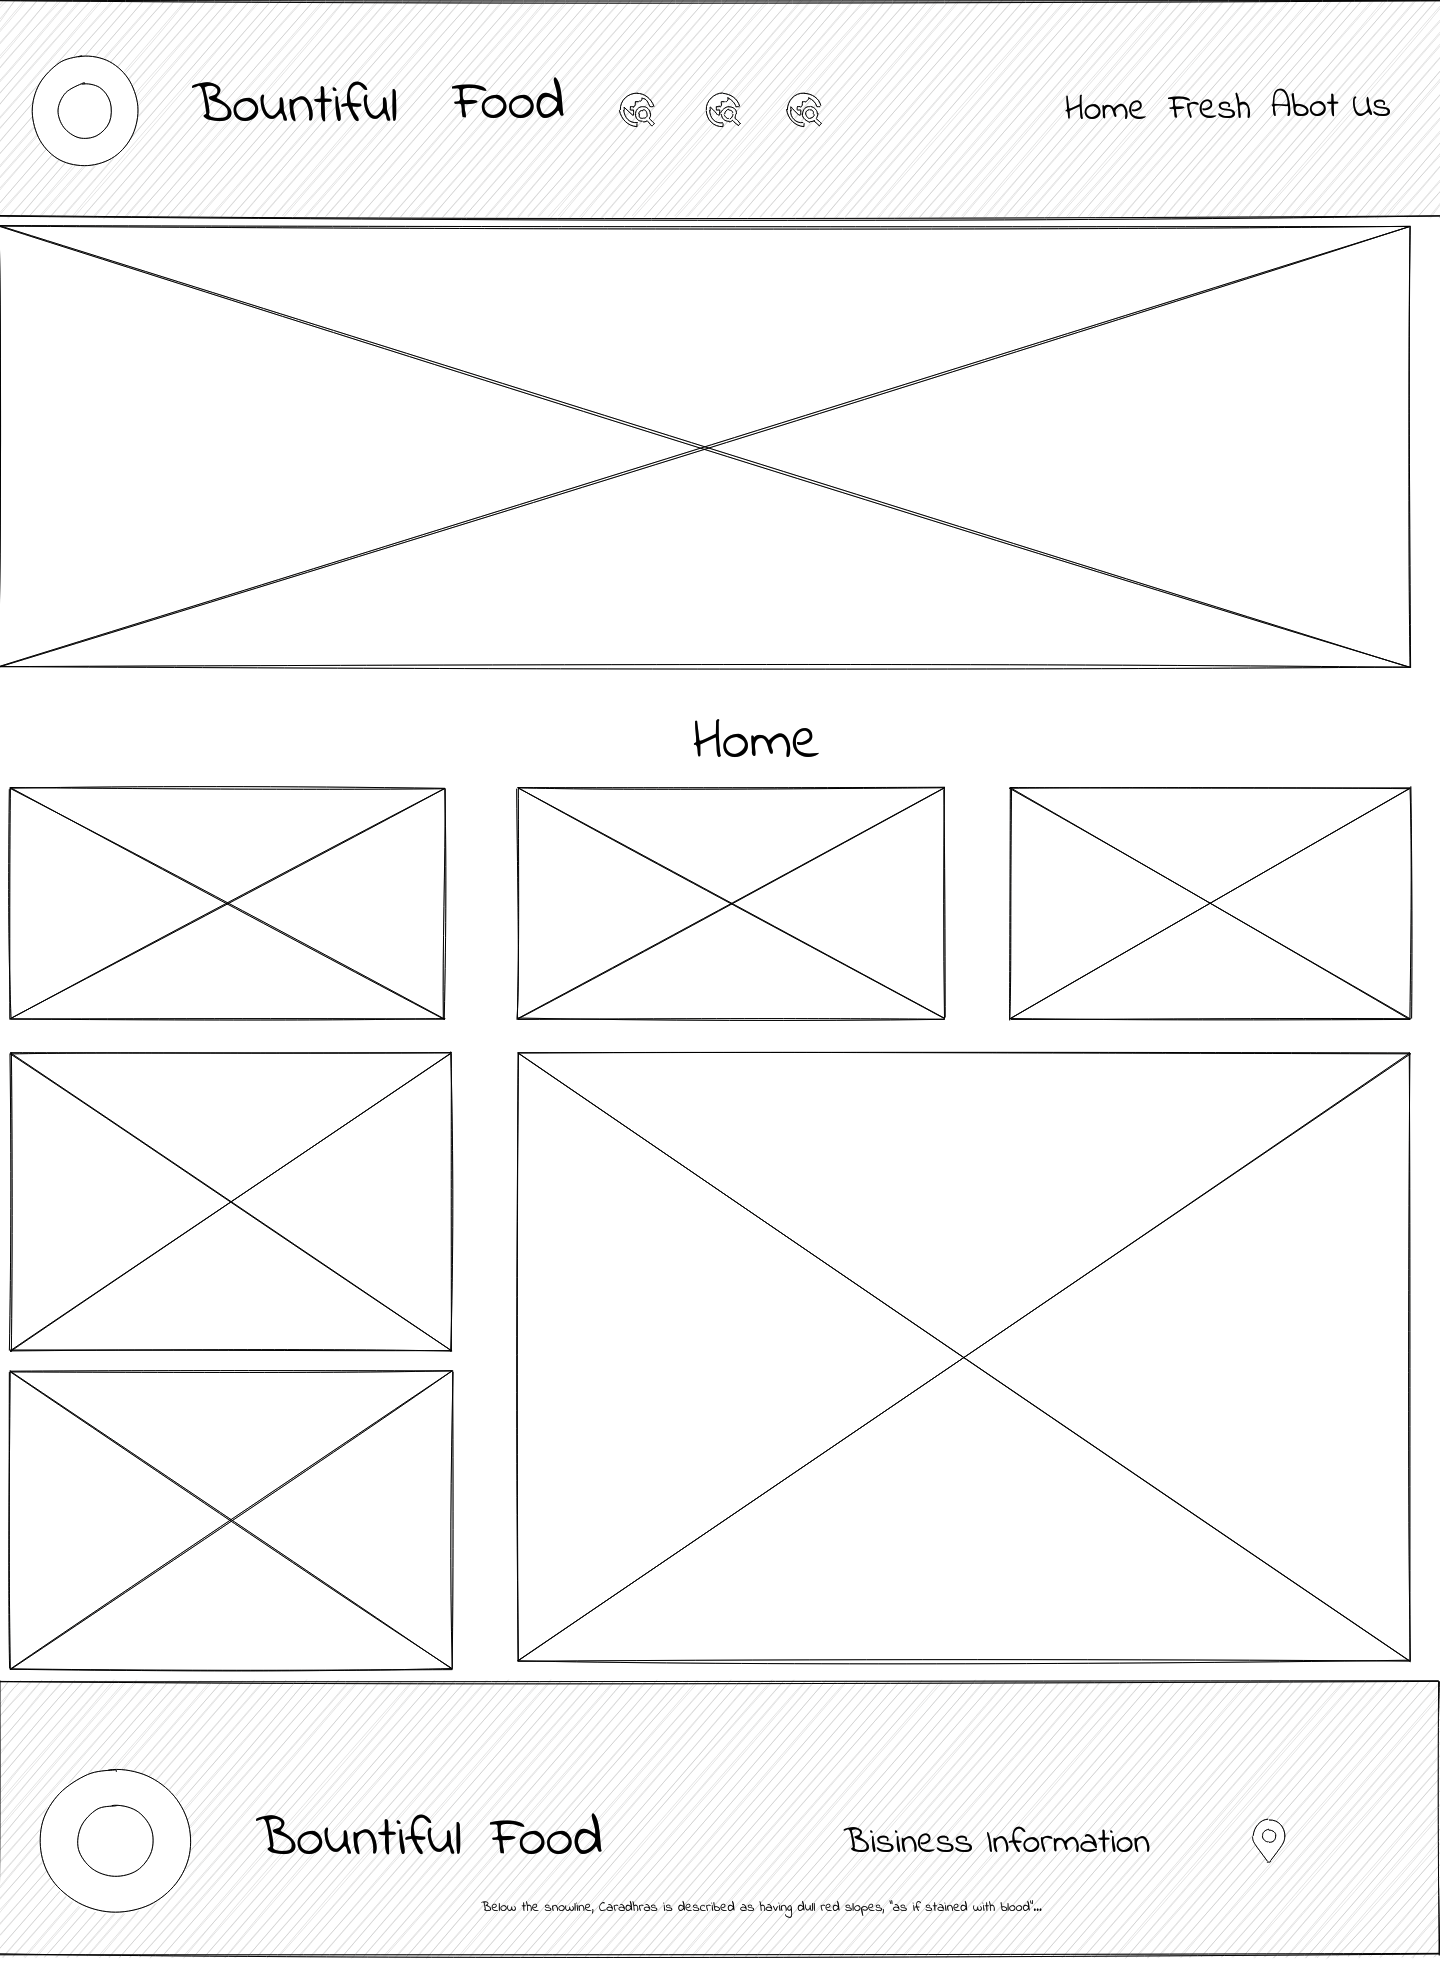 Bountiful Food
Home Fresh Abot Us
Home
Bountiful Food
Bisiness Information
Below the snowline, Caradhras is described as having dull red slopes, "as if stained with blood"...